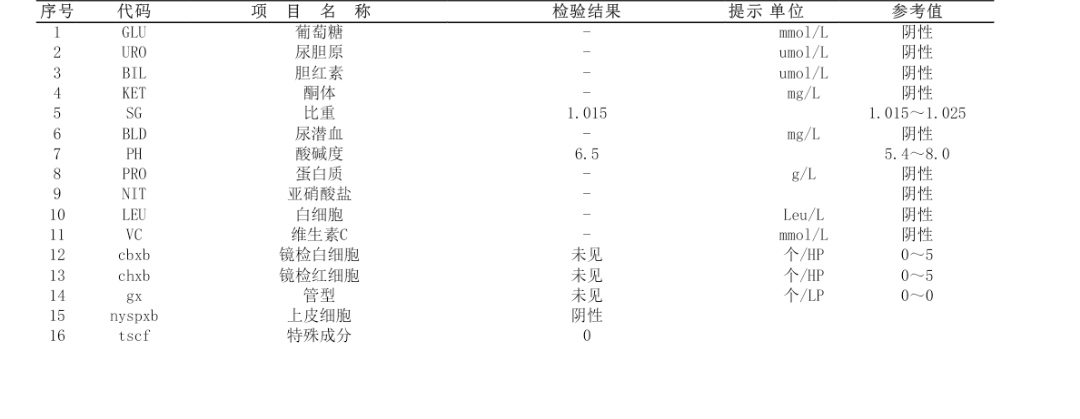 序号 代码 项 目 名 称 检验结果 提示 单位 参考值
1 GLU 葡萄糖 - mmol/L 阴性
2 URO 尿胆原 - umol/L 阴性
3 BIL 胆红素 - umol/L 阴性
4 KET 酮体 - mg/L 阴性
5 SG 比重 1.015 1.015～1.025
6 BLD 尿潜血 - mg/L 阴性
7 PH 酸碱度 6.5 5.4～8.0
8 PRO 蛋白质 - g/L 阴性
9 NIT 亚硝酸盐 - 阴性
10 LEU 白细胞 - Leu/L 阴性
11 VC 维生素C - mmol/L 阴性
12 cbxb 镜检白细胞 未见 个/HP 0～5
13 chxb 镜检红细胞 未见 个/HP 0～5
14 gx 管型 未见 个/LP 0～0
15 nyspxb 上皮细胞 阴性
16 tscf 特殊成分 0